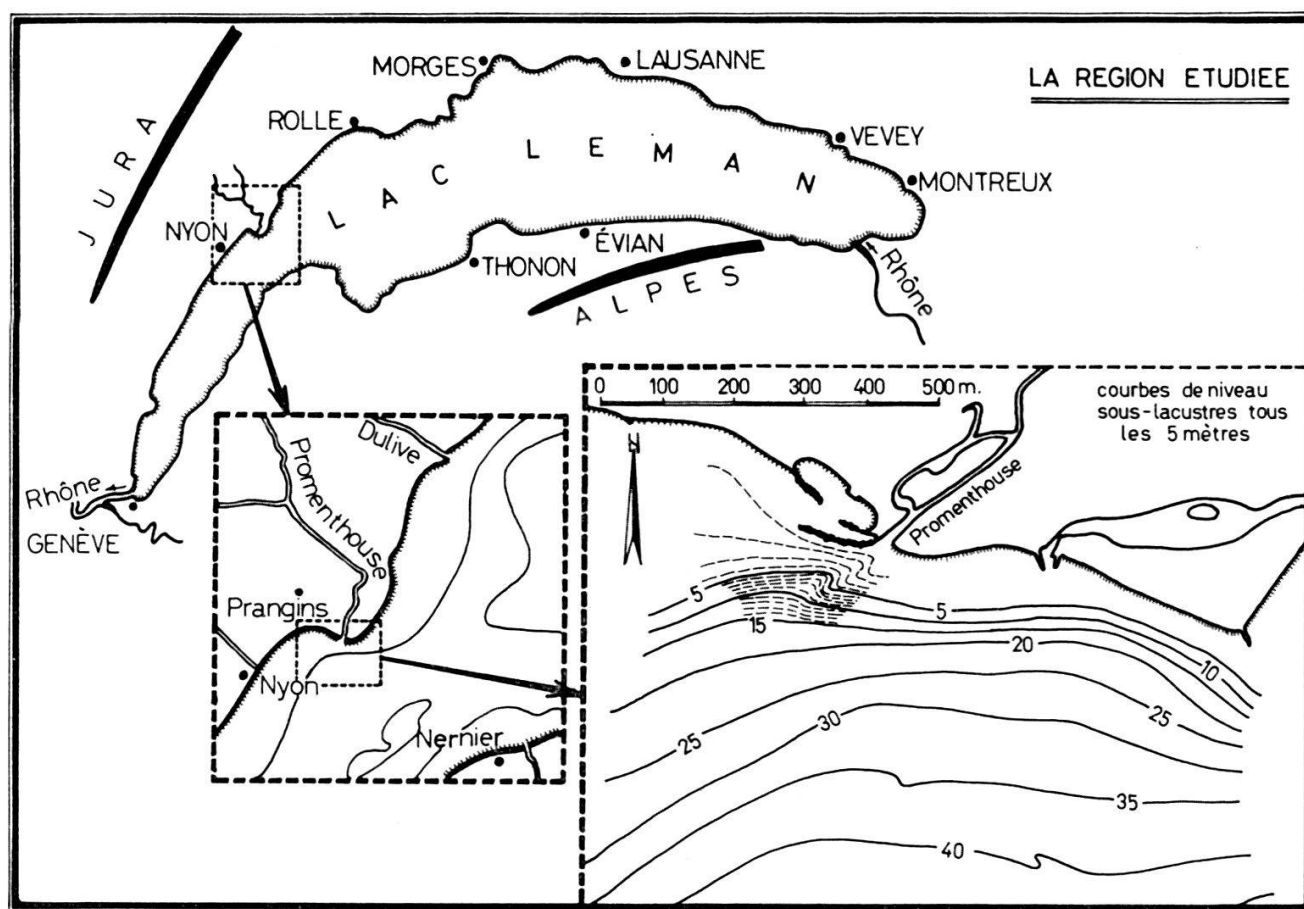 LA REGION ETUDIEE
JURA
MORGES
LAUSANNE
ROLLE
VEVEY
MONTREUX
LAC LEMAN
NYON
ÉVIAN
THONON
ALPES
Rhône
Rhône
GENÈVE
Dulive
Promenthouse
Prangins
Nyon
Nernier
0 100 200 300 400 500 m.
courbes de niveau
sous-lacustres tous
les 5 mètres
N
Promenthouse
5
5
15
20
10
25
25
30
35
40